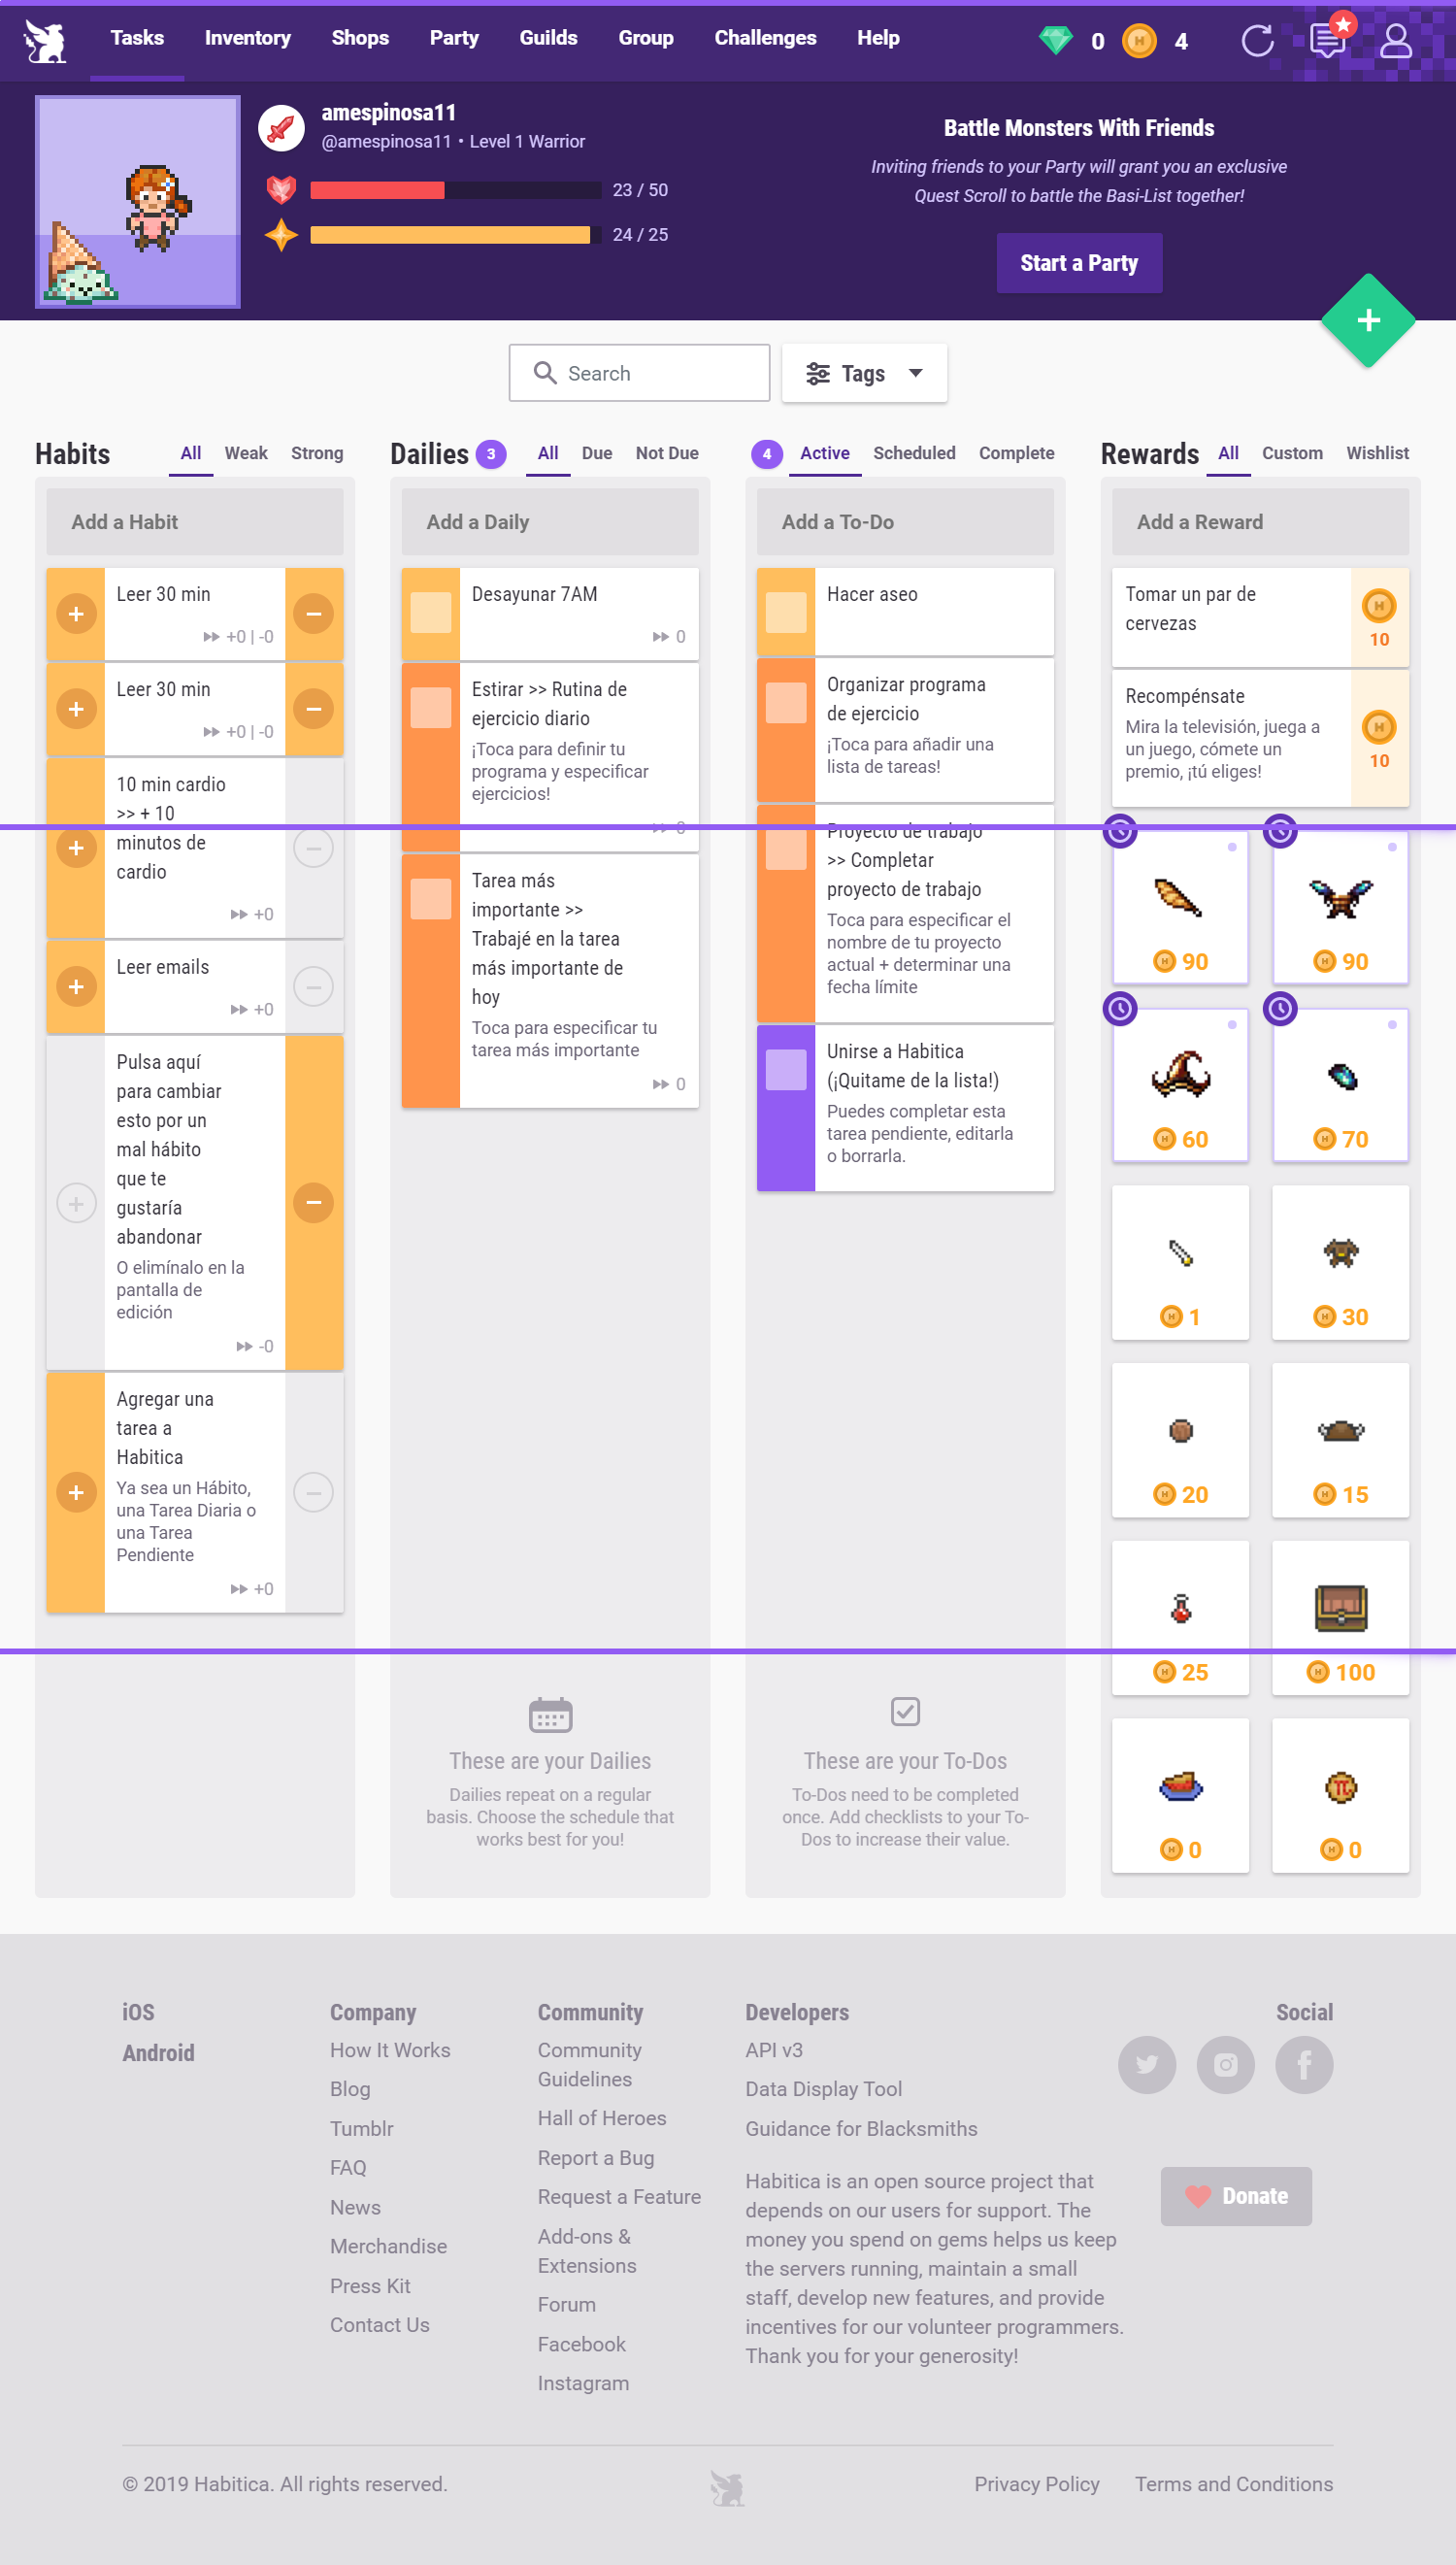 Tasks Inventory Shops Party Guilds Group Challenges Help 0 4
amespinosa11
@amespinosa11 • Level 1 Warrior
23 / 50
24 / 25
Battle Monsters With Friends
Inviting friends to your Party will grant you an exclusive
Quest Scroll to battle the Basi-List together!
Start a Party
Search
Tags
Habits All Weak Strong
Add a Habit
Leer 30 min
+0 | -0
Leer 30 min
+0 | -0
10 min cardio
>> + 10
minutos de
cardio
+0
Leer emails
+0
Pulsa aquí
para cambiar
esto por un
mal hábito
que te
gustaría
abandonar
O elimínalo en la
pantalla de
edición
-0
Agregar una
tarea a
Habitica
Ya sea un Hábito,
una Tarea Diaria o
una Tarea
Pendiente
+0
Dailies 3 All Due Not Due
Add a Daily
Desayunar 7AM
0
Estirar >> Rutina de
ejercicio diario
¡Toca para definir tu
programa y especificar
ejercicios!
0
Tarea más
importante >>
Trabajé en la tarea
más importante de
hoy
Toca para especificar tu
tarea más importante
0
These are your Dailies
Dailies repeat on a regular
basis. Choose the schedule that
works best for you!
4 Active Scheduled Complete
Add a To-Do
Hacer aseo
Organizar programa
de ejercicio
¡Toca para añadir una
lista de tareas!
Proyecto de trabajo
>> Completar
proyecto de trabajo
Toca para especificar el
nombre de tu proyecto
actual + determinar una
fecha límite
Unirse a Habitica
(¡Quitame de la lista!)
Puedes completar esta
tarea pendiente, editarla
o borrarla.
These are your To-Dos
To-Dos need to be completed
once. Add checklists to your To-
Dos to increase their value.
Rewards All Custom Wishlist
Add a Reward
Tomar un par de
cervezas
10
Recompénsate
Mira la televisión, juega a
un juego, cómete un
premio, ¡tú eliges!
10
90 90
60 70
1 30
20 15
25 100
0 0
iOS
Android
Company
How It Works
Blog
Tumblr
FAQ
News
Merchandise
Press Kit
Contact Us
Community
Community
Guidelines
Hall of Heroes
Report a Bug
Request a Feature
Add-ons &
Extensions
Forum
Facebook
Instagram
Developers
API v3
Data Display Tool
Guidance for Blacksmiths
Habitica is an open source project that
depends on our users for support. The
money you spend on gems helps us keep
the servers running, maintain a small
staff, develop new features, and provide
incentives for our volunteer programmers.
Thank you for your generosity!
Social
Donate
© 2019 Habitica. All rights reserved.
Privacy Policy Terms and Conditions